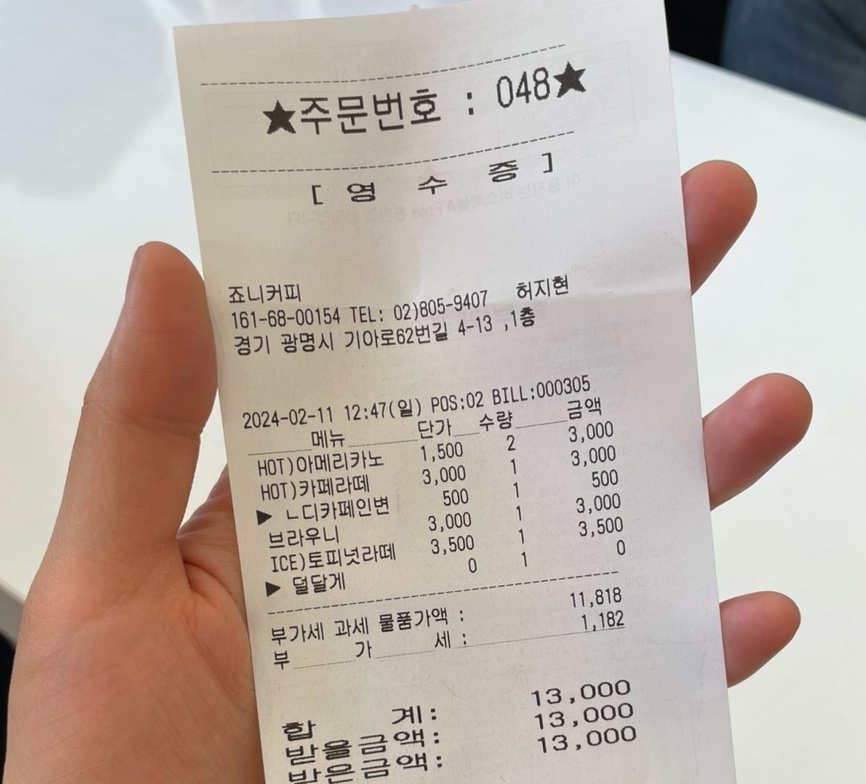 ★주문번호 : 048★
[ 영 수 증 ]
죠니커피
161-68-00154 TEL: 02)805-9407 허지현
경기 광명시 기아로62번길 4-13 ,1층
2024-02-11 12:47(일) POS:02 BILL:000305
메뉴 단가 수량 금액
HOT)아메리카노 1,500 2 3,000
HOT)카페라떼 3,000 1 3,000
▶ ㄴ디카페인변 500 1 500
브라우니 3,000 1 3,000
ICE)토피넛라떼 3,500 1 3,500
▶ 덜달게 0 1 0
부가세 과세 물품가액 : 11,818
부 가 세 : 1,182
합 계: 13,000
받을금액: 13,000
받은금액: 13,000